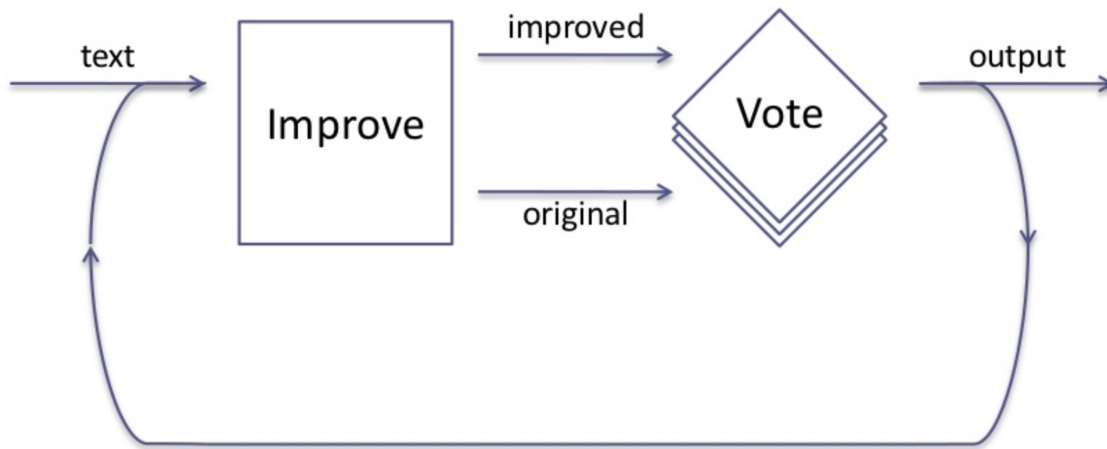 text
Improve
improved
original
Vote
output